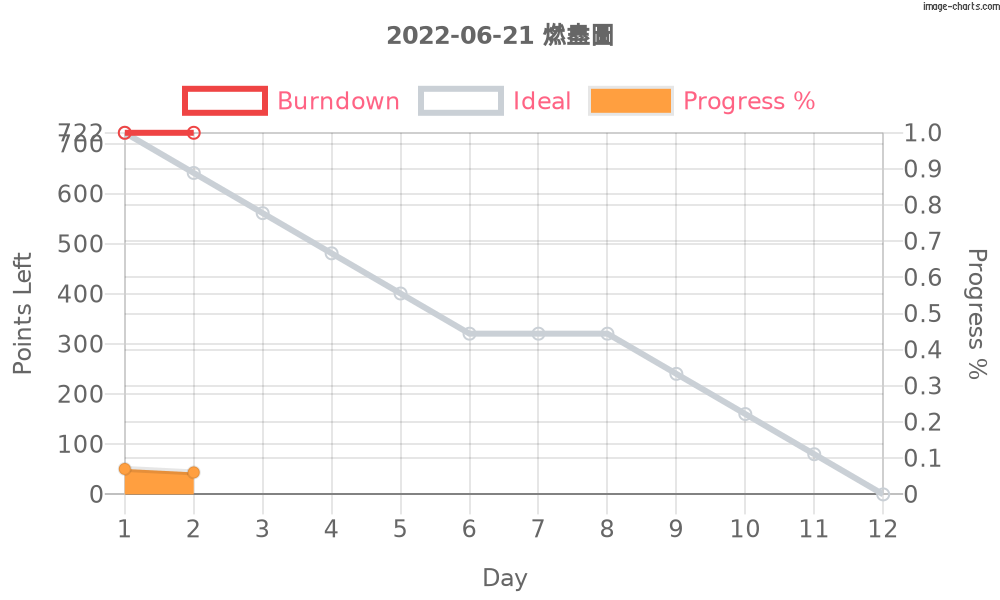 image-charts.com
2022-06-21 燃盡圖
Burndown Ideal Progress %
722 1.0
700
0.9
600 0.8
500 0.7
0.6
400 0.5
300 0.4
0.3
200 0.2
100 0.1
0 0
Points Left
Progress %
1 2 3 4 5 6 7 8 9 10 11 12
Day